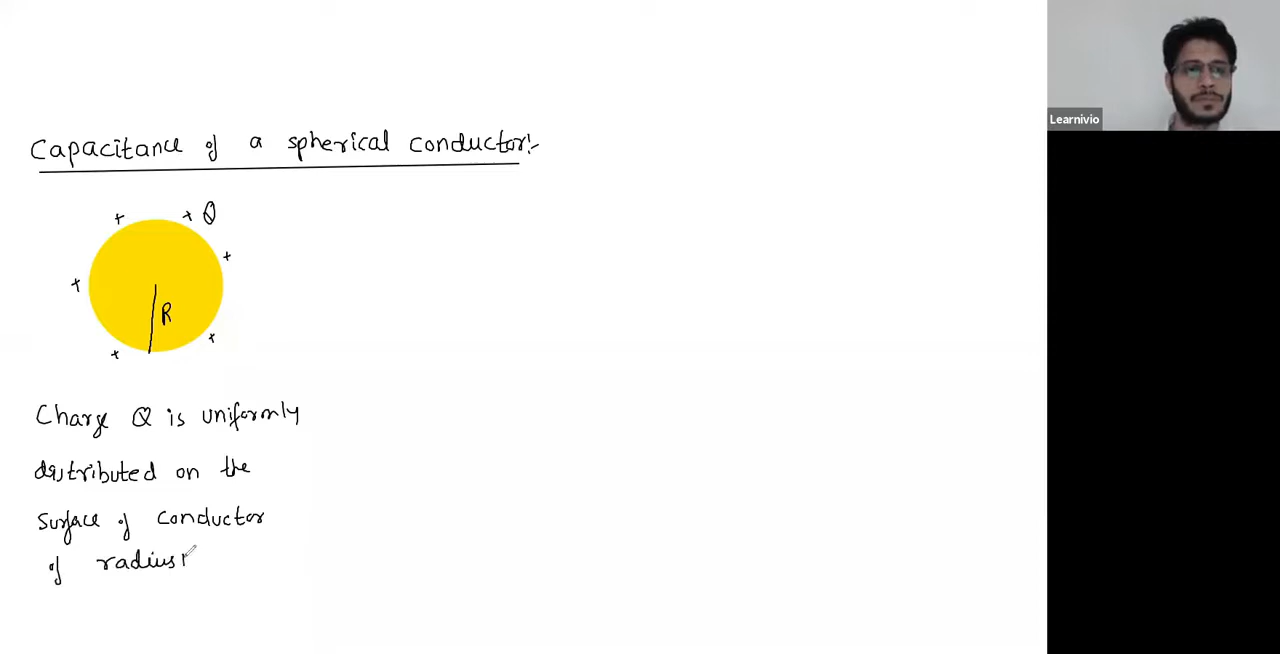 Capacitance of a spherical conductor:-
+ + Q
+
+
R
+
+
Charge Q is uniformly
distributed on the
surface of conductor
of radius
Learnivio